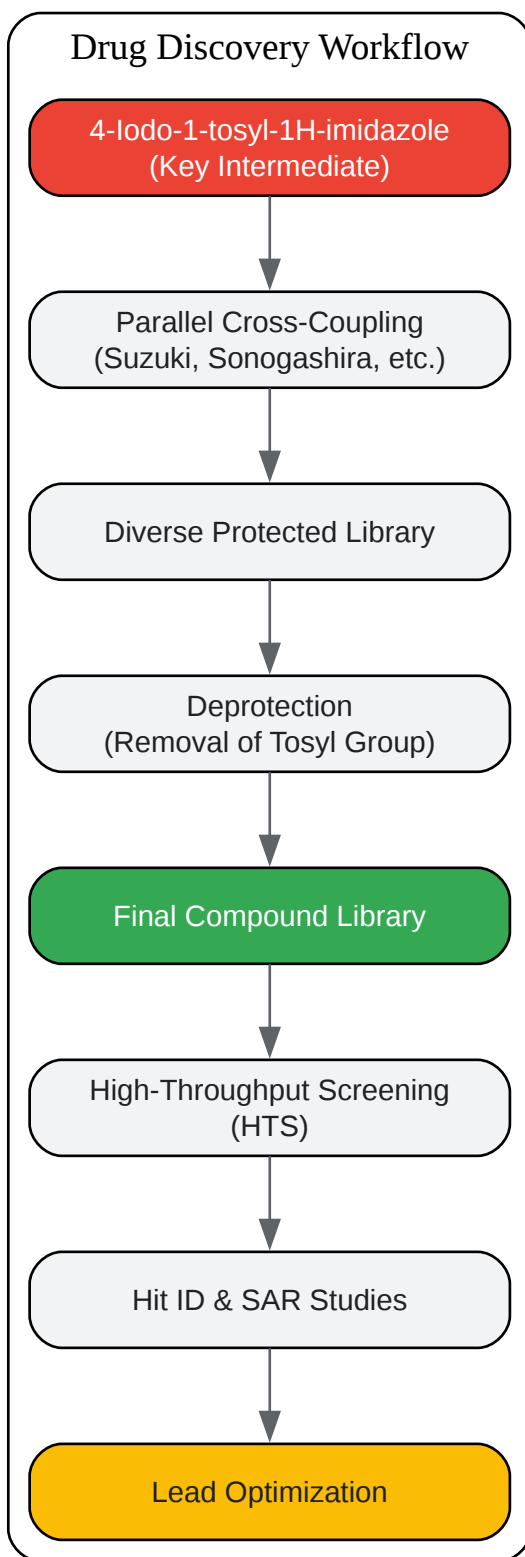 Drug Discovery Workflow
4-Iodo-1-tosyl-1H-imidazole
(Key Intermediate)
Parallel Cross-Coupling
(Suzuki, Sonogashira, etc.)
Diverse Protected Library
Deprotection
(Removal of Tosyl Group)
Final Compound Library
High-Throughput Screening
(HTS)
Hit ID & SAR Studies
Lead Optimization